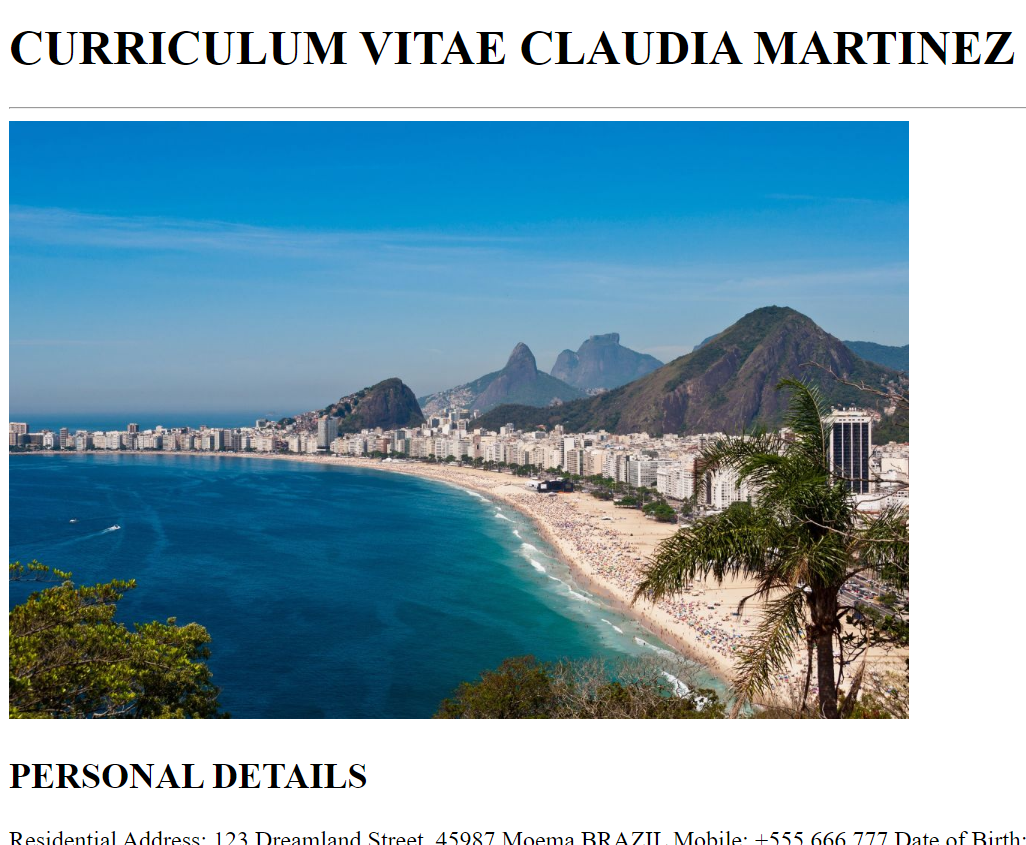 CURRICULUM VITAE CLAUDIA MARTINEZ
PERSONAL DETAILS
Residential Address: 123 Dreamland Street, 45987 Moema BRAZIL Mobile: +555 666 777 Date of Birth: